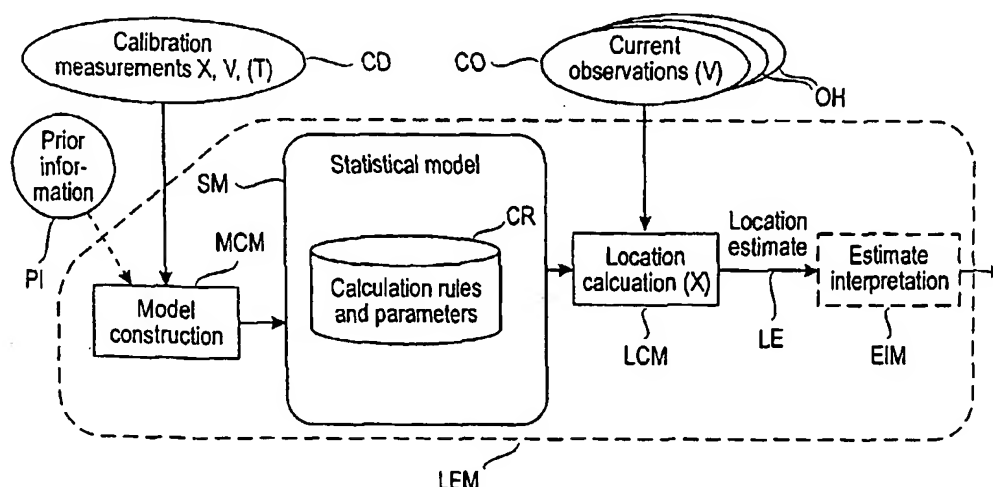 Calibration
measurements X, V, (T)
CD
CO
Current
observations (V)
OH
Prior
infor-
mation
PI
SM
Statistical model
MCM
CR
Model
construction
Calculation rules
and parameters
Location
calcuation (X)
LCM
Location
estimate
LE
Estimate
interpretation
EIM
LEM